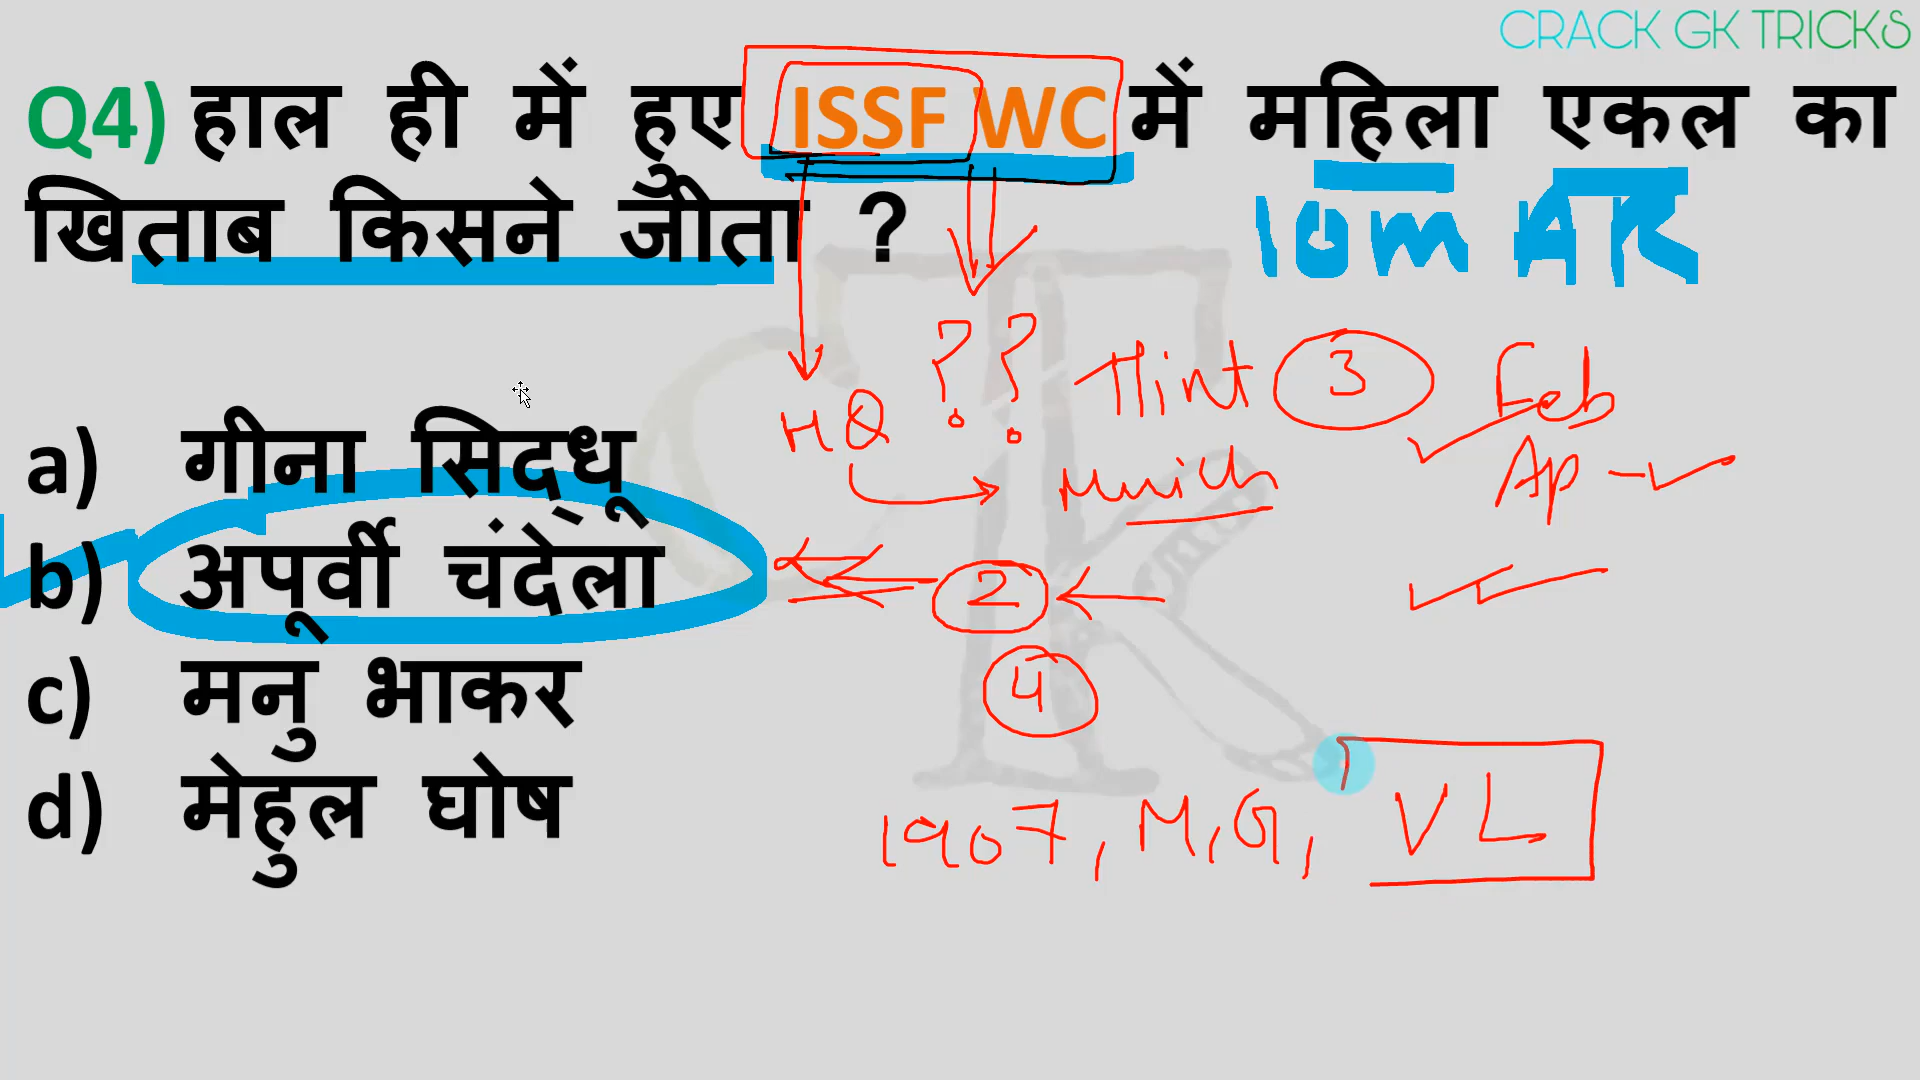 CRACK GK TRICKS
Q4) हाल ही में हुए ISSF WC में महिला एकल का
खिताब किसने जीता ?
10m AR
HQ
? ?
Hint 3 Feb
Munich
Ap
a) गीना सिद्धू
b) अपूर्वी चंदेला
2
c) मनु भाकर
4
d) मेहुल घोष
1907, M, G, VL